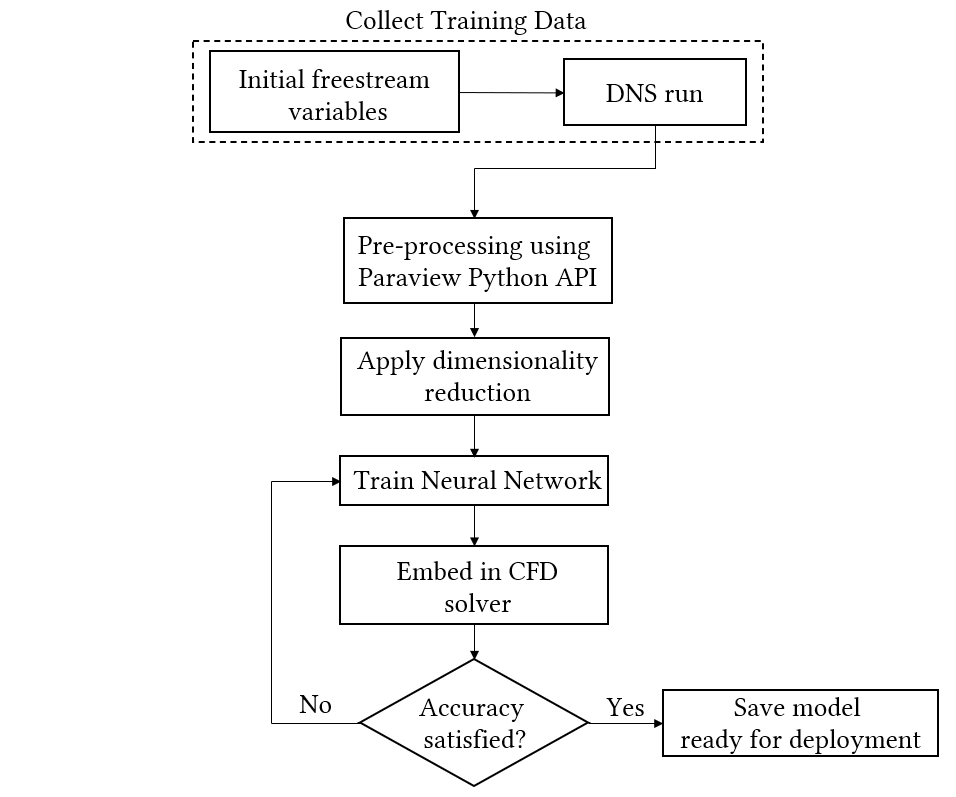 Collect Training Data
Initial freestream
variables
DNS run
Pre-processing using
Paraview Python API
Apply dimensionality
reduction
Train Neural Network
Embed in CFD
solver
Accuracy
satisfied?
No
Yes
Save model
ready for deployment